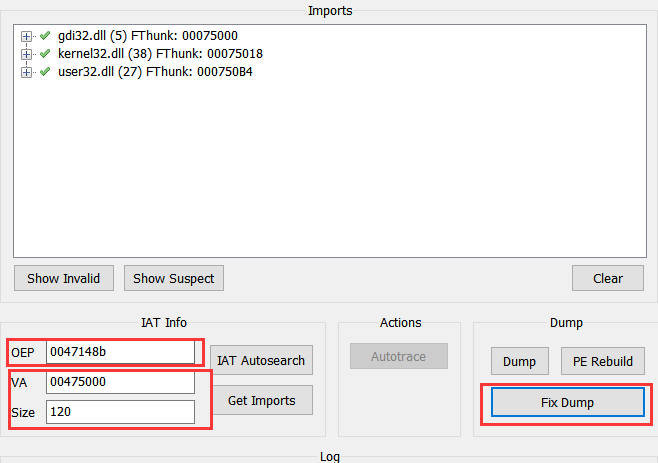 Imports
gdi32.dll (5) FThunk: 00075000
kernel32.dll (38) FThunk: 00075018
user32.dll (27) FThunk: 000750B4
Show Invalid
Show Suspect
Clear
IAT Info
Actions
Dump
OEP
0047148b
IAT Autosearch
Autotrace
Dump
PE Rebuild
VA
00475000
Get Imports
Fix Dump
Size
120
Log